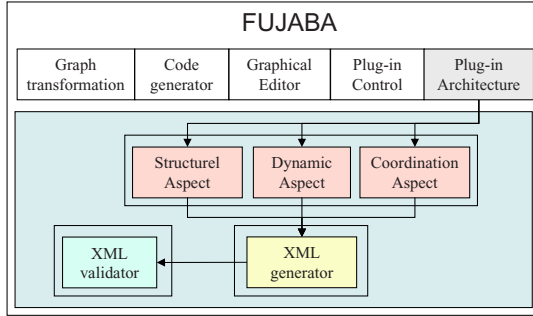 FUJABA
Graph
transformation
Code
generator
Graphical
Editor
Plug-in
Control
Plug-in
Architecture
Structurel
Aspect
Dynamic
Aspect
Coordination
Aspect
XML
validator
XML
generator